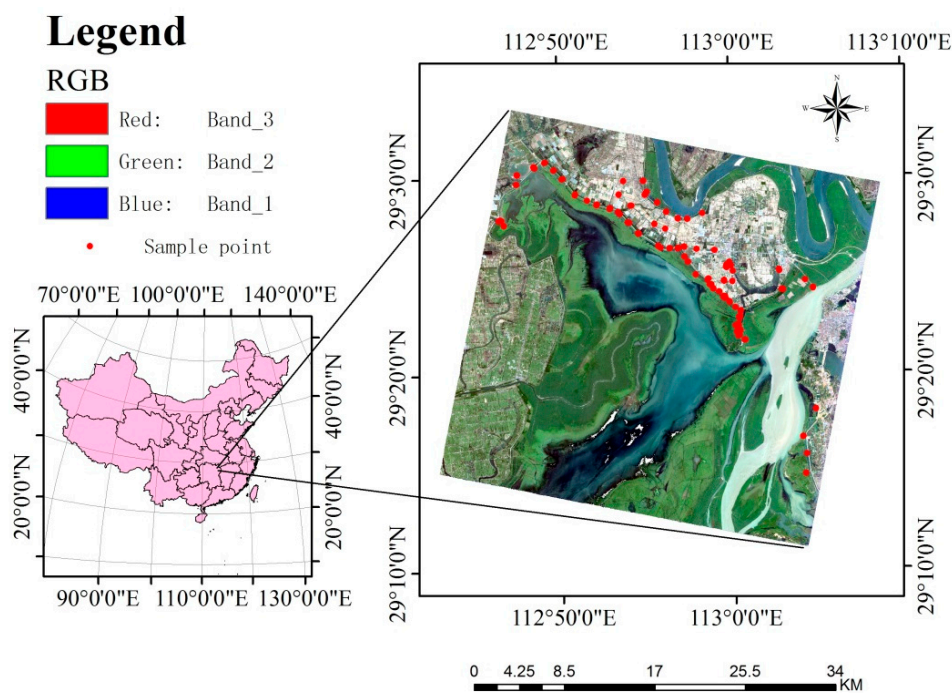 Legend
RGB
Red: Band_3
Green: Band_2
Blue: Band_1
Sample point
70°0'0"E 100°0'0"E 140°0'0"E
40°0'0"N
20°0'0"N
40°0'0"N
20°0'0"N
90°0'0"E 110°0'0"E 130°0'0"E
112°50'0"E 113°0'0"E 113°10'0"E
N
W E
S
29°30'0"N
29°20'0"N
29°10'0"N
29°30'0"N
29°20'0"N
29°10'0"N
112°50'0"E 113°0'0"E
0 4.25 8.5 17 25.5 34
KM